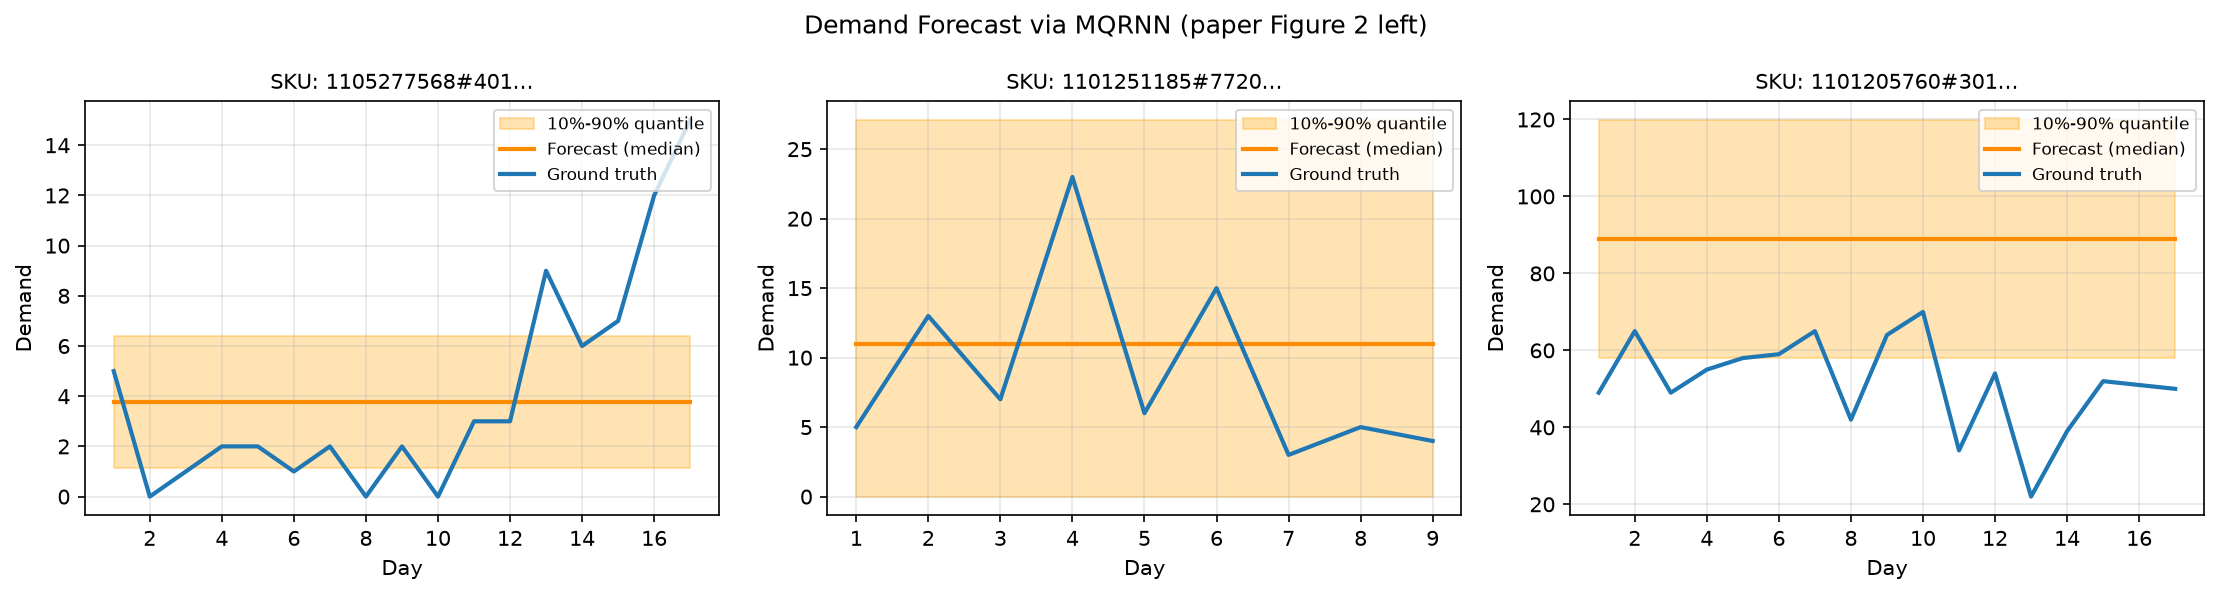 Demand Forecast via MQRNN (paper Figure 2 left)
SKU: 1105277568#401...
10%-90% quantile
Forecast (median)
Ground truth
Demand
14
12
10
8
6
4
2
0
2 4 6 8 10 12 14 16
Day
SKU: 1101251185#7720...
10%-90% quantile
Forecast (median)
Ground truth
Demand
25
20
15
10
5
0
1 2 3 4 5 6 7 8 9
Day
SKU: 1101205760#301...
10%-90% quantile
Forecast (median)
Ground truth
Demand
120
100
80
60
40
20
2 4 6 8 10 12 14 16
Day